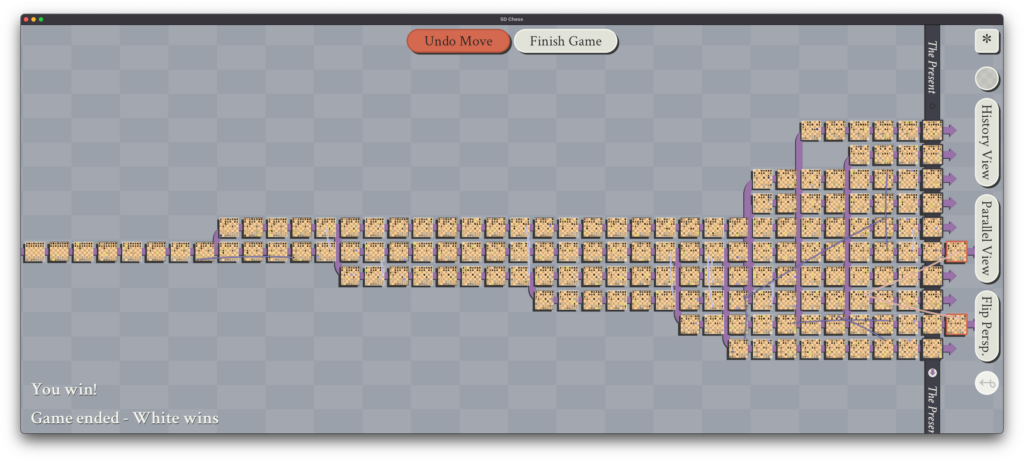 5D Chess
Undo Move
Finish Game
The Present
*
History View
Parallel View
Flip Persp.
You win!
Game ended - White wins
The Presen